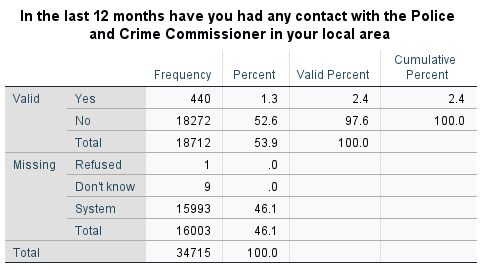 In the last 12 months have you had any contact with the Police
and Crime Commissioner in your local area
Frequency Percent Valid Percent Cumulative Percent
Valid Yes 440 1.3 2.4 2.4
No 18272 52.6 97.6 100.0
Total 18712 53.9 100.0
Missing Refused 1 .0
Don't know 9 .0
System 15993 46.1
Total 16003 46.1
Total 34715 100.0